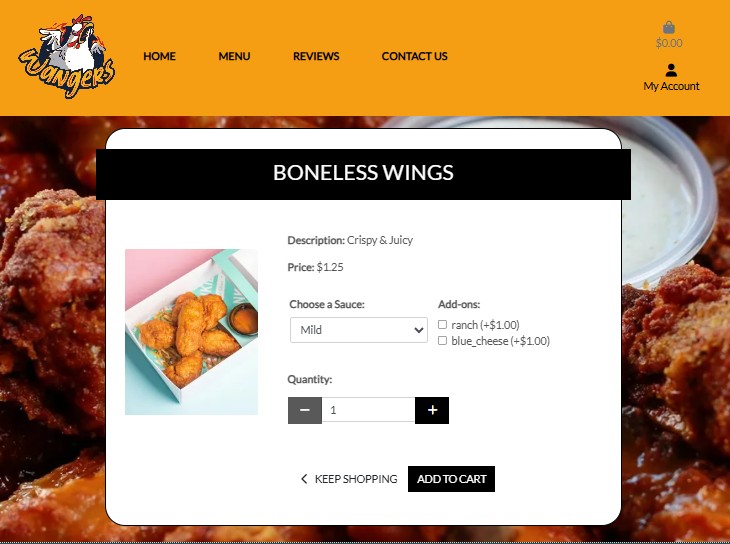 Wangers
HOME MENU REVIEWS CONTACT US
$0.00
My Account
BONELESS WINGS
Description: Crispy & Juicy
Price: $1.25
Choose a Sauce: Add-ons:
Mild
ranch (+$1.00)
blue_cheese (+$1.00)
Quantity:
1
KEEP SHOPPING ADD TO CART